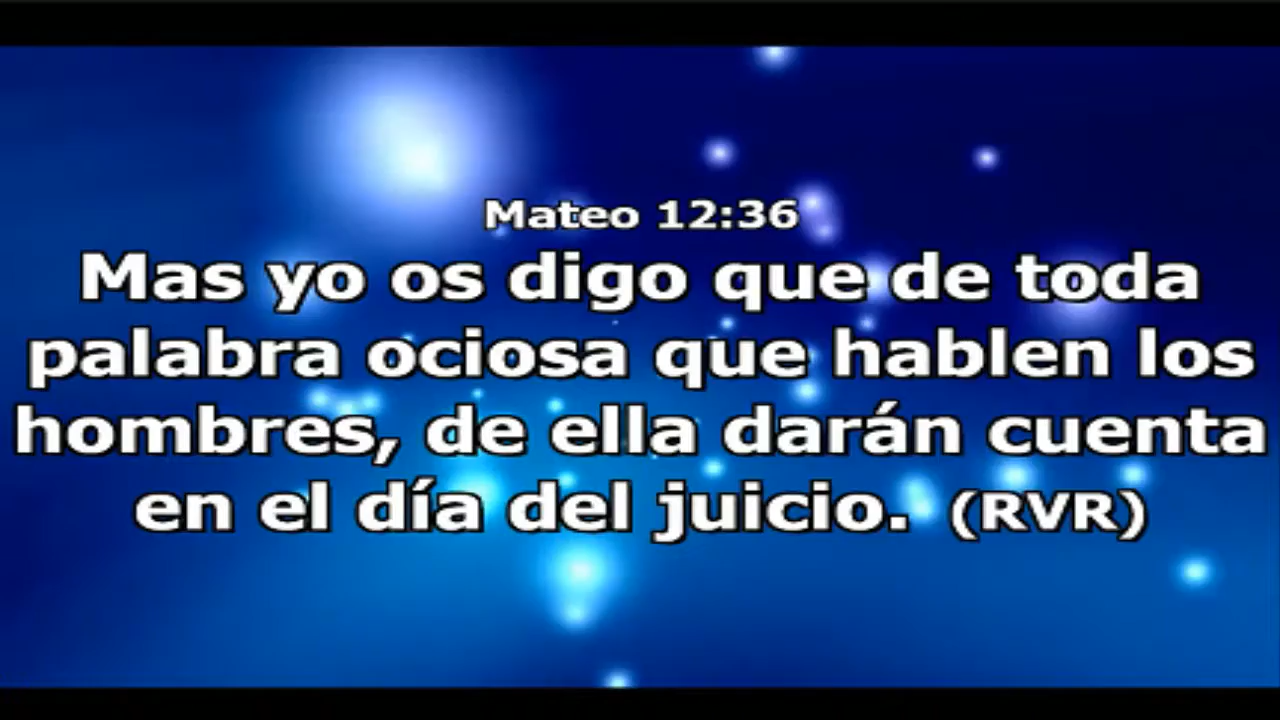 Mateo 12:36
Mas yo os digo que de toda
palabra ociosa que hablen los
hombres, de ella darán cuenta
en el día del juicio. (RVR)